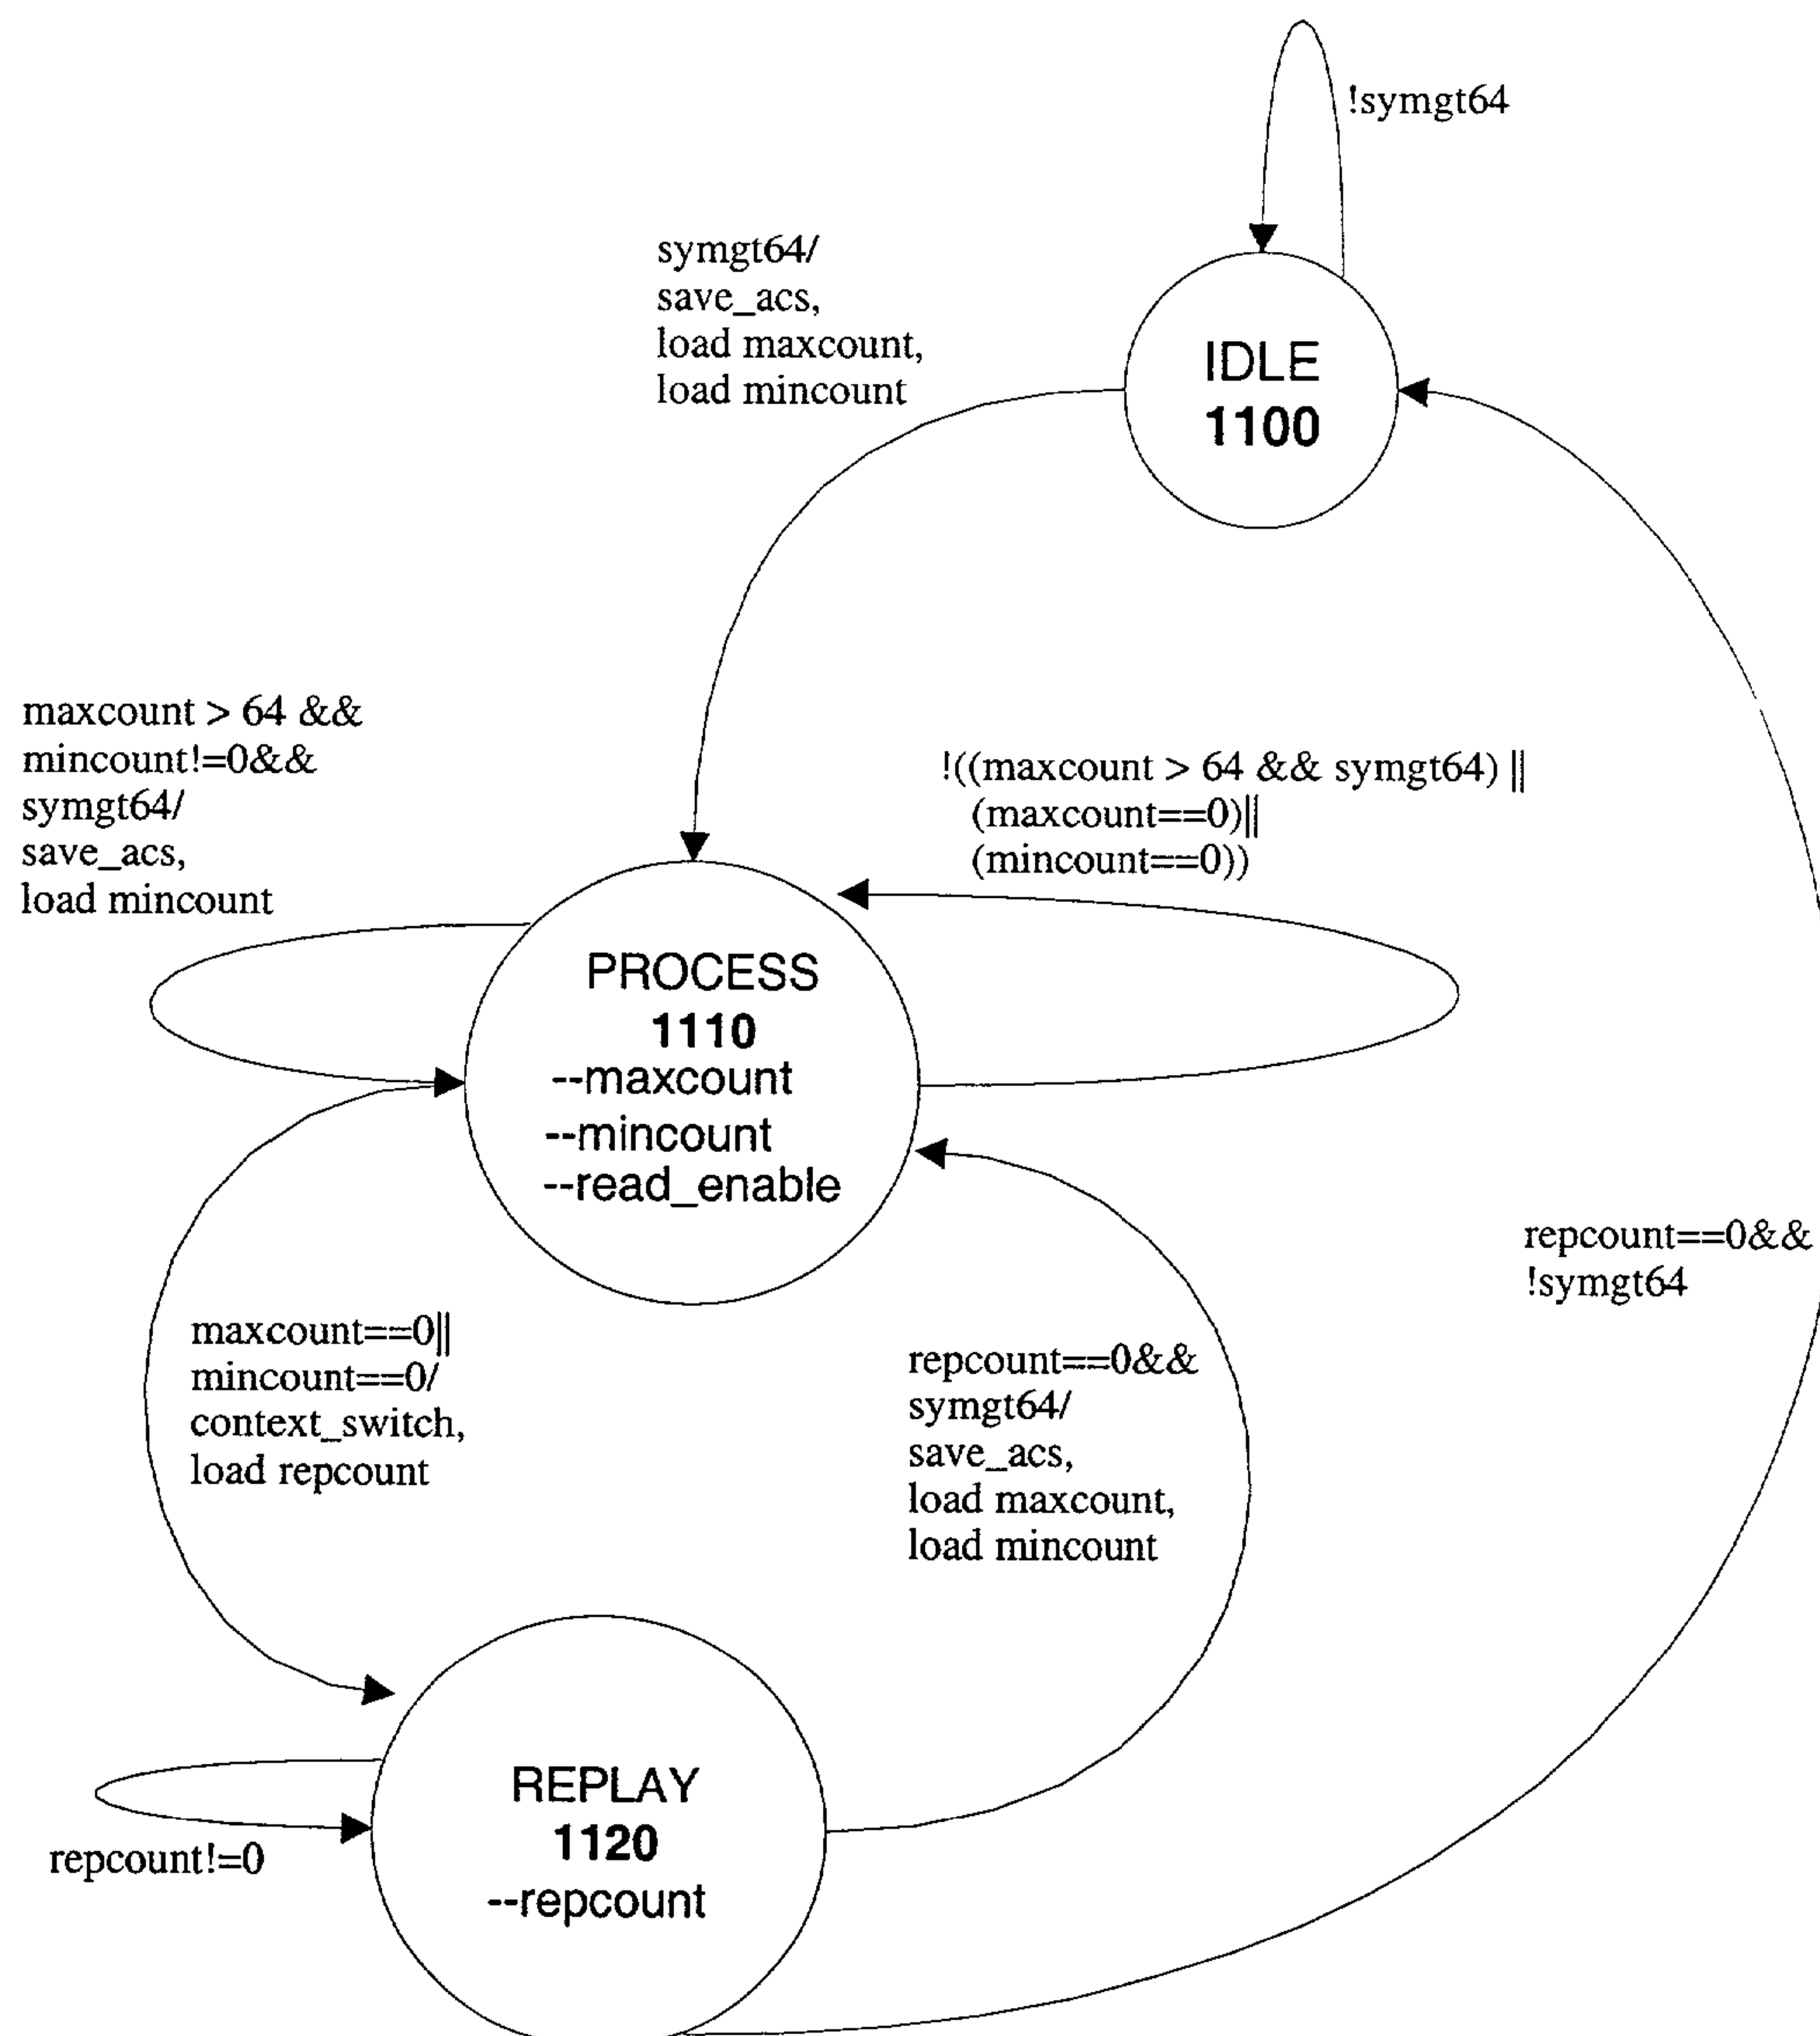 !symgt64
symgt64/
save_acs,
load maxcount,
load mincount
IDLE
1100
maxcount > 64 &&
mincount!=0&&
symgt64/
save_acs,
load mincount
!((maxcount > 64 && symgt64) ||
(maxcount==0)||
(mincount==0))
PROCESS
1110
--maxcount
--mincount
--read_enable
repcount==0&&
!symgt64
maxcount==0||
mincount==0/
context_switch,
load repcount
repcount==0&&
symgt64/
save_acs,
load maxcount,
load mincount
REPLAY
1120
--repcount
repcount!=0